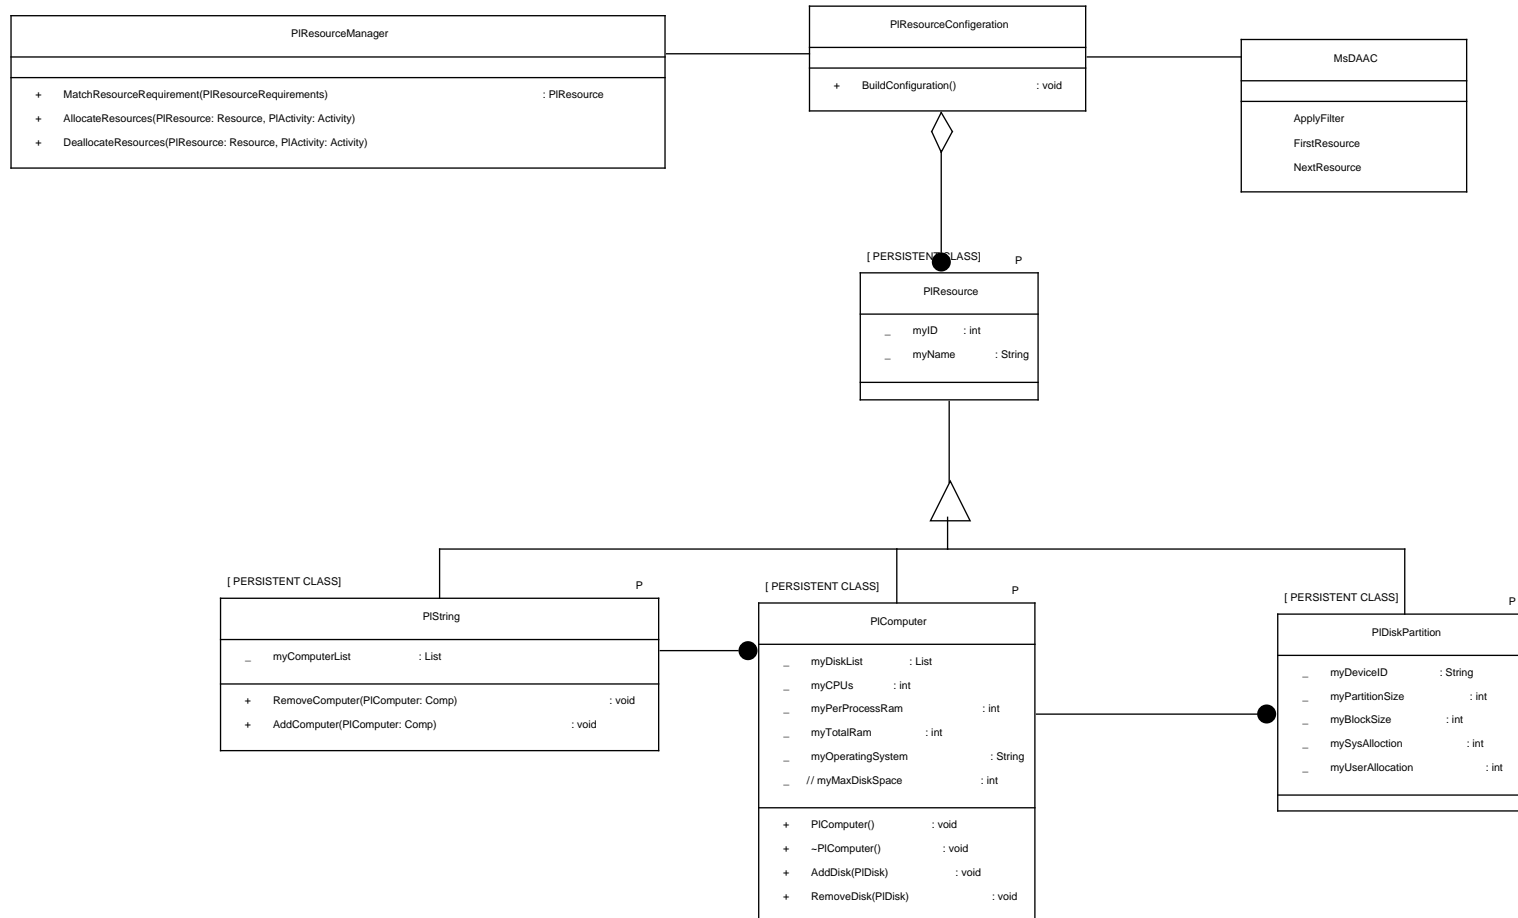 PlResourceManager
+ MatchResourceRequirement(PlResourceRequirements) : PlResource
+ AllocateResources(PlResource: Resource, PlActivity: Activity)
+ DeallocateResources(PlResource: Resource, PlActivity: Activity)
PlResourceConfigeration
+ BuildConfiguration() : void
MsDAAC
ApplyFilter
FirstResource
NextResource
[ PERSISTENT CLASS] P
PlResource
_ myID : int
_ myName : String
[ PERSISTENT CLASS] P
PlString
_ myComputerList : List
+ RemoveComputer(PlComputer: Comp) : void
+ AddComputer(PlComputer: Comp) : void
[ PERSISTENT CLASS] P
PlComputer
_ myDiskList : List
_ myCPUs : int
_ myPerProcessRam : int
_ myTotalRam : int
_ myOperatingSystem : String
_ // myMaxDiskSpace : int
+ PlComputer() : void
+ ~PlComputer() : void
+ AddDisk(PlDisk) : void
+ RemoveDisk(PlDisk) : void
[ PERSISTENT CLASS] P
PlDiskPartition
_ myDeviceID : String
_ myPartitionSize : int
_ myBlockSize : int
_ mySysAlloction : int
_ myUserAllocation : int